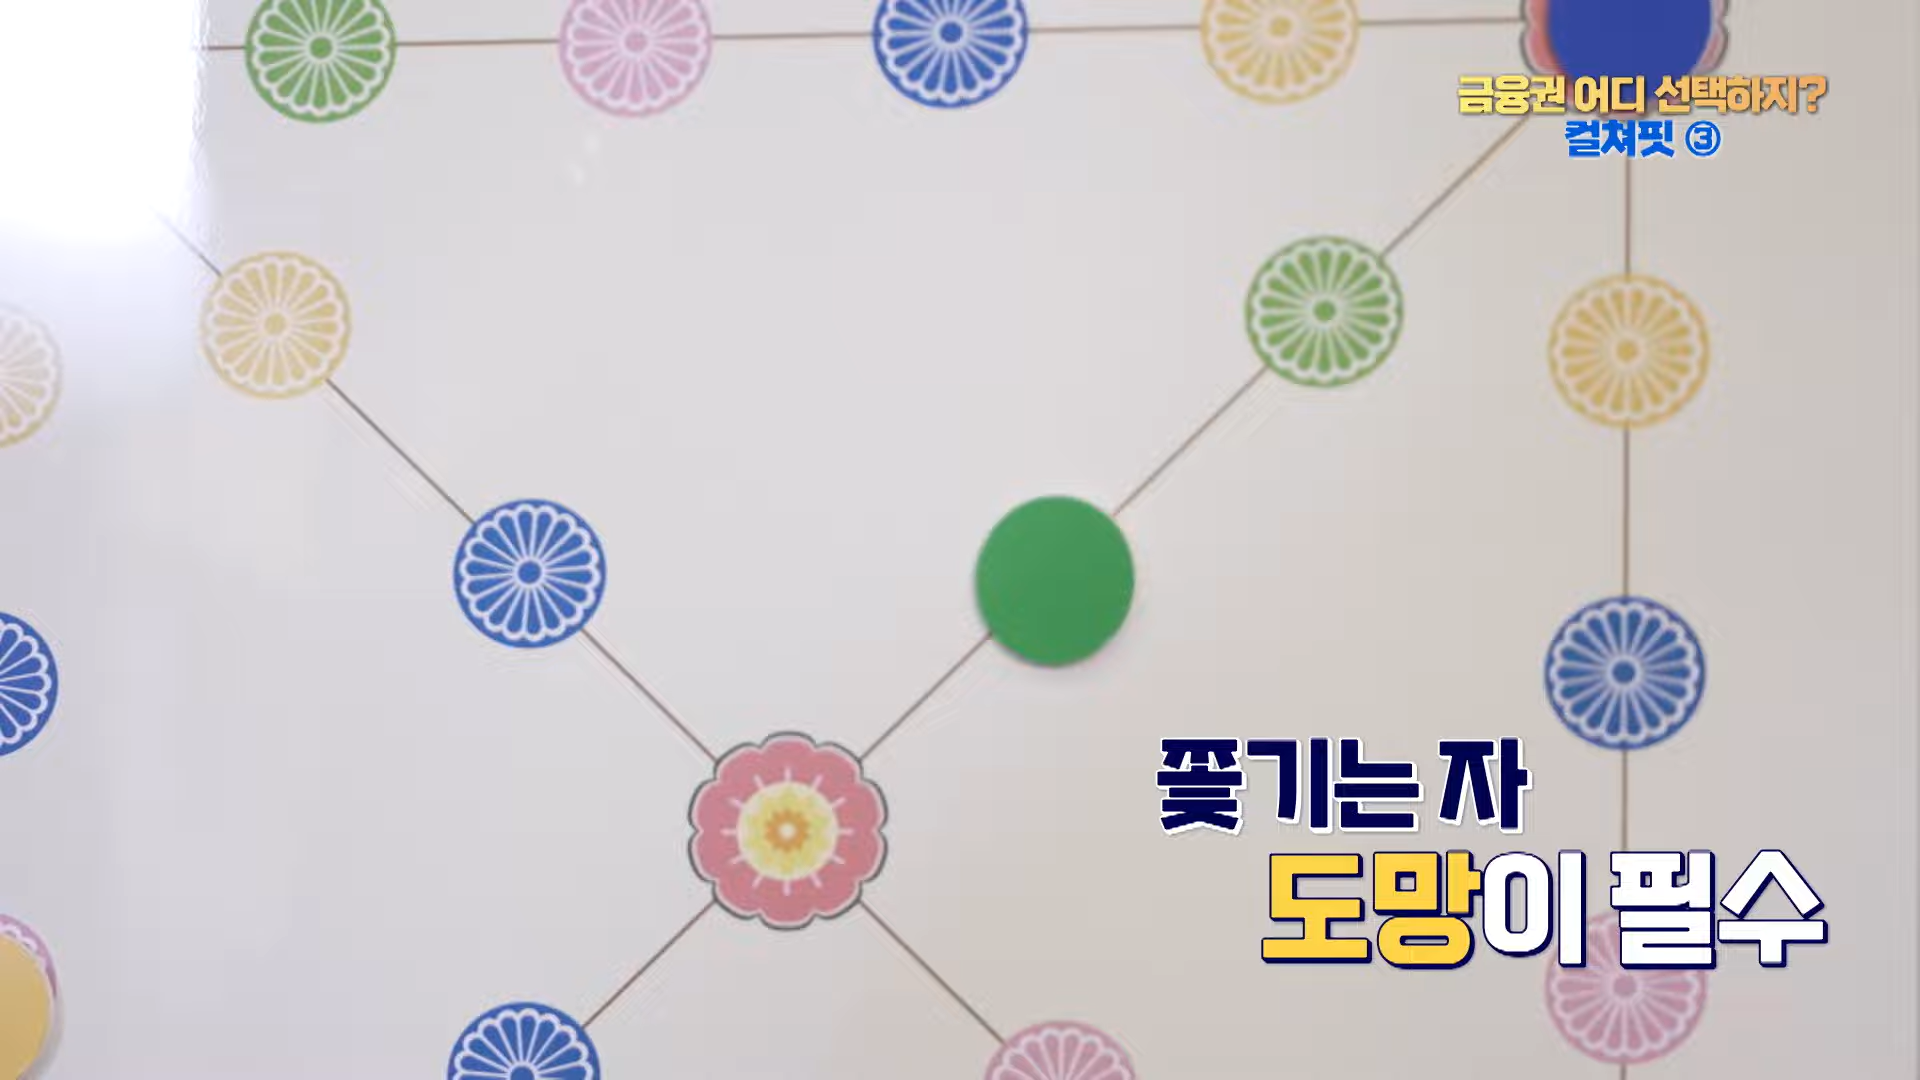 금융권 어디 선택하지?
컬쳐핏 ③
쫓기는 자
도망이 필수